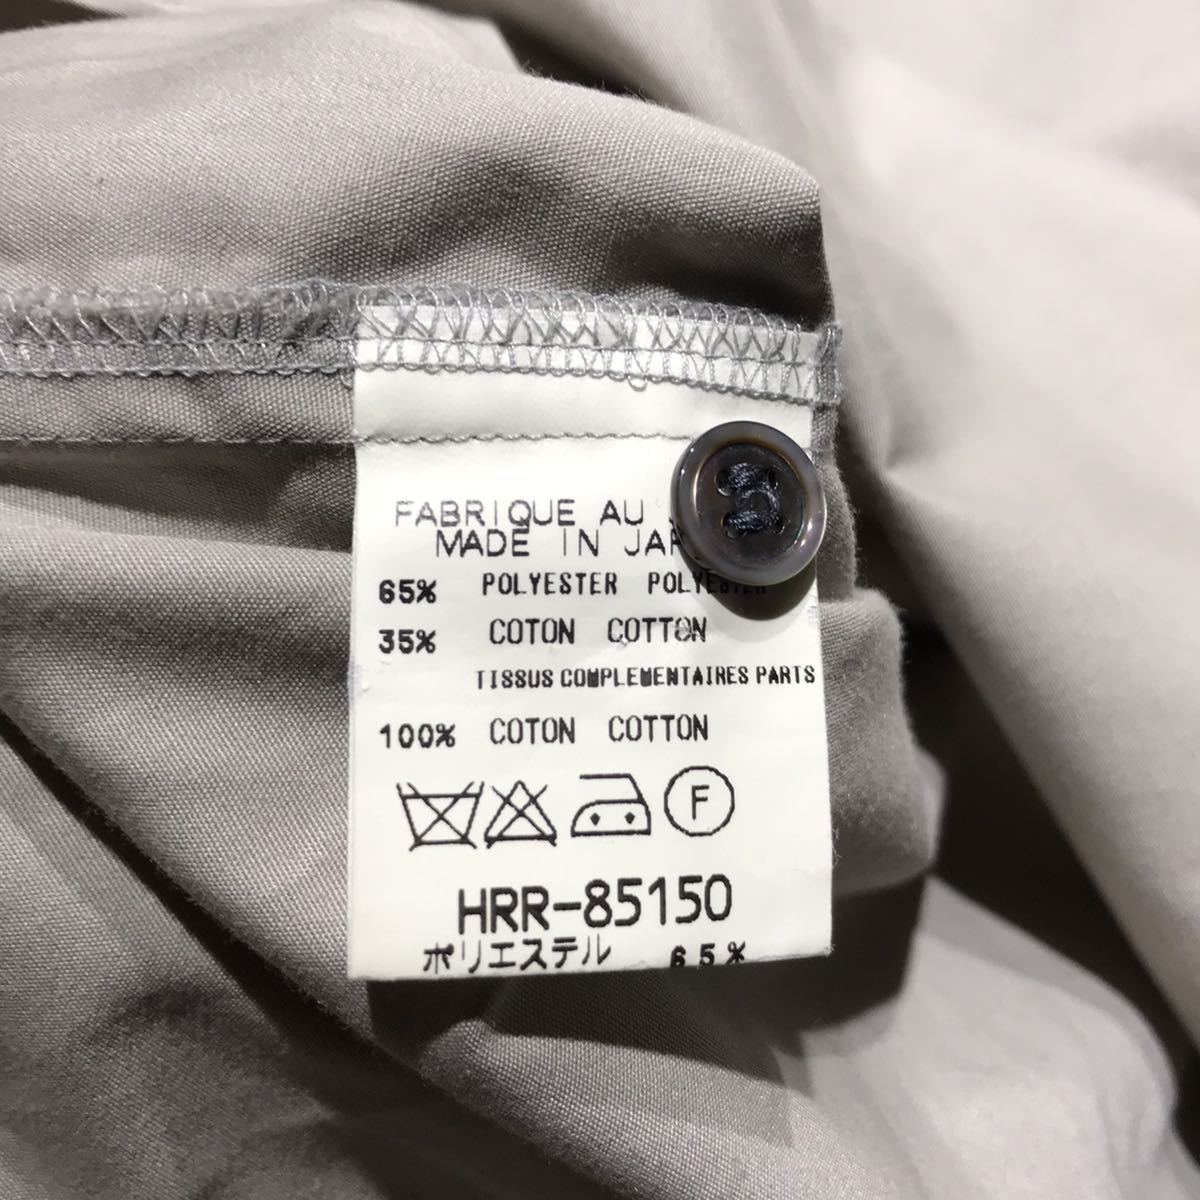 FABRIQUE AU
MADE IN
65% POLYESTER POLYESTER
35% COTON COTTON
TISSUS COMPLEMENTAIRES PARTS
100% COTON COTTON
F
HRR-85150
ポリエステル 65%